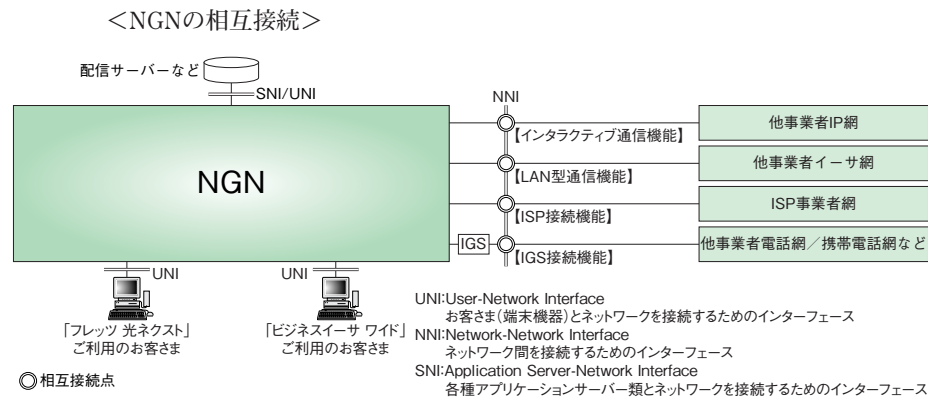 ＜NGNの相互接続＞
配信サーバーなど
SNI/UNI
NNI
NGN
【インタラクティブ通信機能】
他事業者IP網
【LAN型通信機能】
他事業者イーサ網
【ISP接続機能】
ISP事業者網
IGS
【IGS接続機能】
他事業者電話網／携帯電話網など
UNI
UNI
「フレッツ 光ネクスト」
ご利用のお客さま
「ビジネスイーサ ワイド」
ご利用のお客さま
◎相互接続点
UNI:User-Network Interface
お客さま（端末機器）とネットワークを接続するためのインターフェース
NNI:Network-Network Interface
ネットワーク間を接続するためのインターフェース
SNI:Application Server-Network Interface
各種アプリケーションサーバー類とネットワークを接続するためのインターフェース